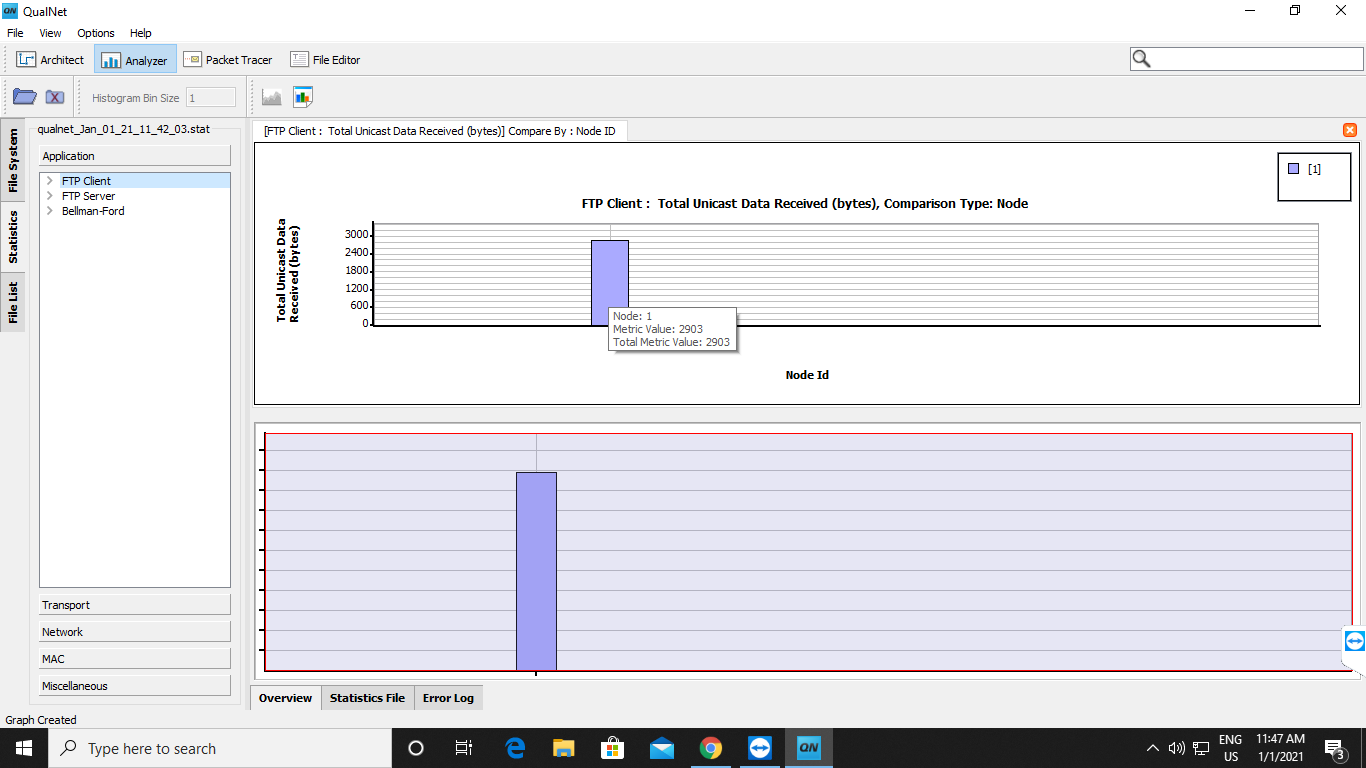 QN QualNet
File View Options Help
Architect Analyzer Packet Tracer File Editor
Histogram Bin Size 1
File System
Statistics
File List
qualnet_Jan_01_21_11_42_03.stat
Application
FTP Client
FTP Server
Bellman-Ford
Transport
Network
MAC
Miscellaneous
[FTP Client :  Total Unicast Data Received (bytes)] Compare By : Node ID
[1]
FTP Client :  Total Unicast Data Received (bytes), Comparison Type: Node
Total Unicast Data
Received (bytes)
3000
2400
1800
1200
600
0
Node: 1
Metric Value: 2903
Total Metric Value: 2903
Node Id
Overview Statistics File Error Log
Graph Created
Type here to search
QN
ENG
US
11:47 AM
1/1/2021
3